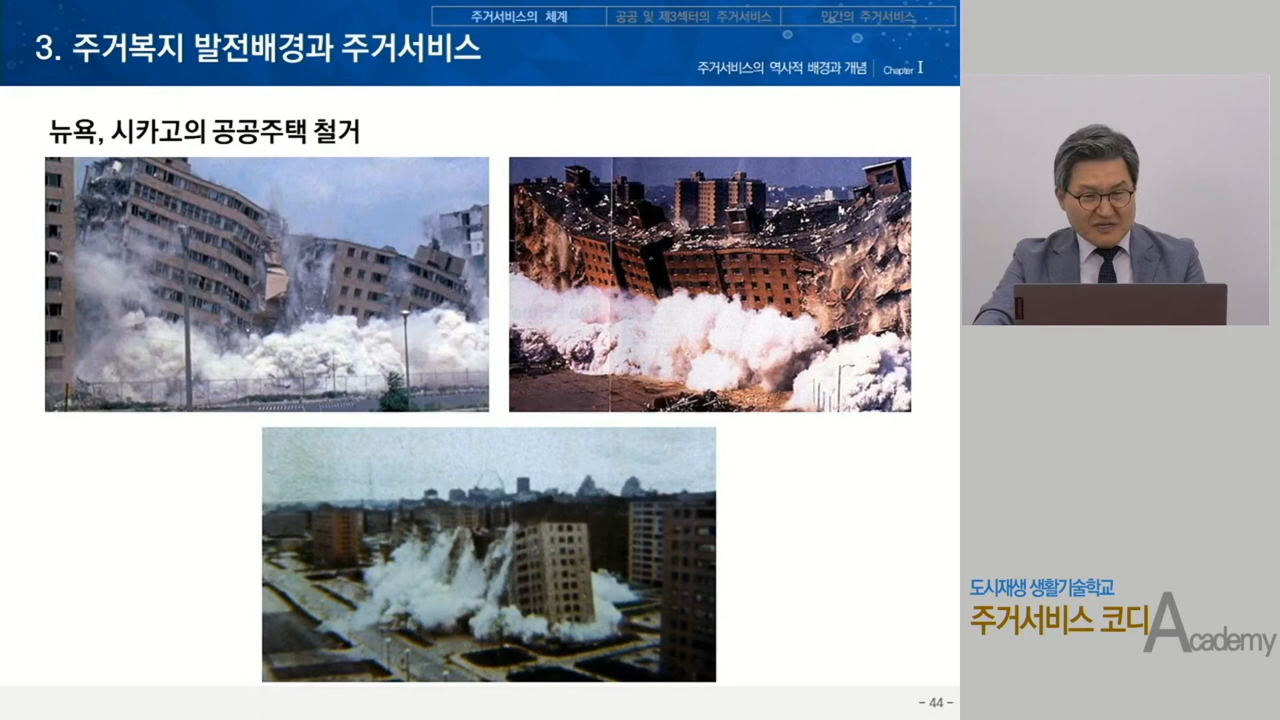 주거서비스의 체계
공공 및 제3섹터의 주거서비스
민간의 주거서비스
3. 주거복지 발전배경과 주거서비스
주거서비스의 역사적 배경과 개념
Chapter I
뉴욕, 시카고의 공공주택 철거
도시재생 생활기술학교
주거서비스 코디
Academy
- 44 -